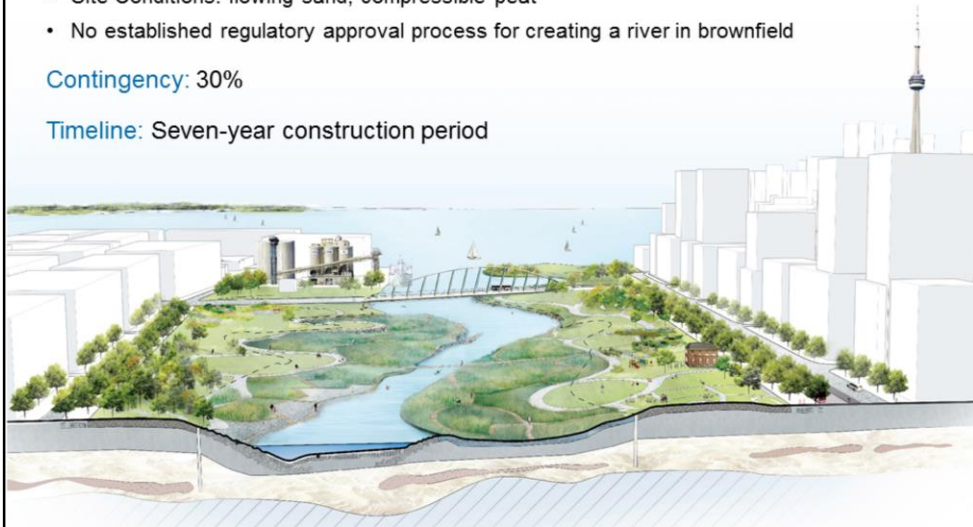 Site Conditions: flowing sand, compressible peat
• No established regulatory approval process for creating a river in brownfield
Contingency: 30%
Timeline: Seven-year construction period